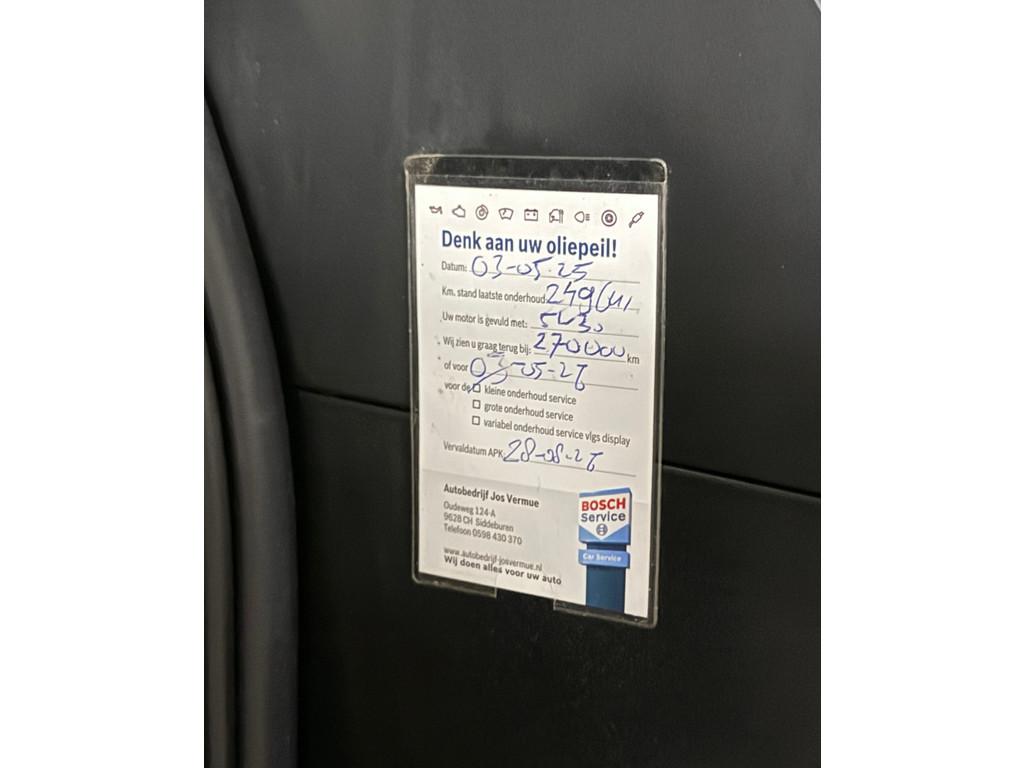 Denk aan uw oliepeil!
Datum: 03-05-25
Km. stand laatste onderhoud
Uw motor is gevuld met: 5W30
Wij zien u graag terug bij: 270000 km
of voor 03-05-26
voor de kleine onderhoud service
grote onderhoud service
variabel onderhoud service vlgs display
Vervaldatum APK: 28-08-26
Autobedrijf Jos Vermue
Oudeweg 124-A
9628 CH Siddeburen
Telefoon 0598 430 370
www.autobedrijf-josvermue.nl
Wij doen alles voor uw auto
BOSCH
Service
Car Service